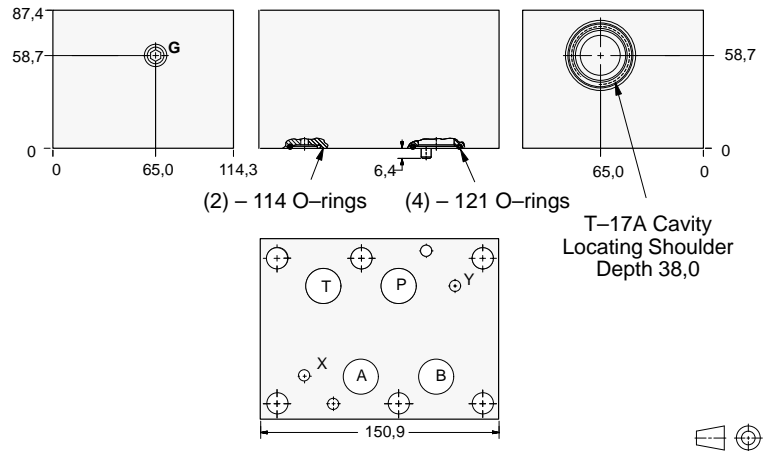 87,4
58,7
0
0
65,0
114,3
G
6,4
58,7
0
65,0
0
(2) – 114 O–rings
(4) – 121 O–rings
T–17A Cavity
Locating Shoulder
Depth 38,0
T
P
Y
X
A
B
150,9